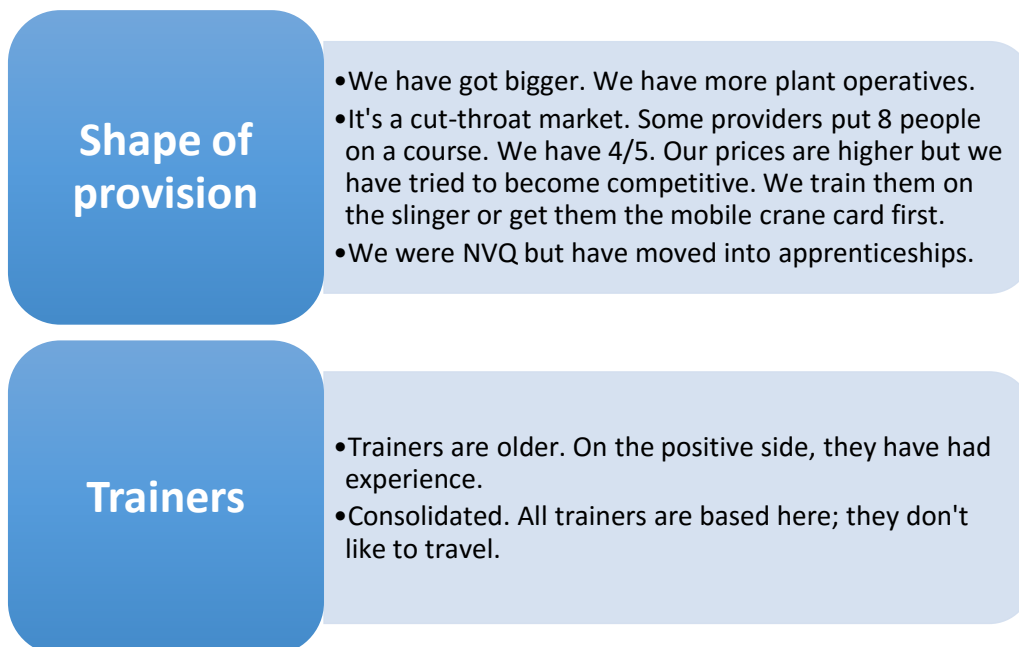 Shape of
provision
•We have got bigger. We have more plant operatives.
•It's a cut-throat market. Some providers put 8 people
on a course. We have 4/5. Our prices are higher but we
have tried to become competitive. We train them on
the slinger or get them the mobile crane card first.
•We were NVQ but have moved into apprenticeships.
Trainers
•Trainers are older. On the positive side, they have had
experience.
•Consolidated. All trainers are based here; they don't
like to travel.